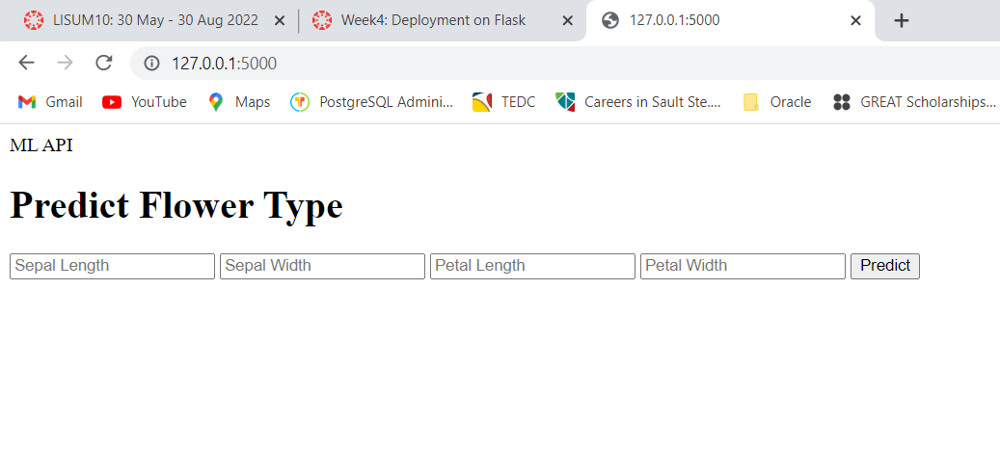 LISUM10: 30 May - 30 Aug 2022 Week4: Deployment on Flask 127.0.0.1:5000
127.0.0.1:5000
Gmail YouTube Maps PostgreSQL Admini... TEDC Careers in Sault Ste.... Oracle GREAT Scholarships...
ML API
Predict Flower Type
Sepal Length Sepal Width Petal Length Petal Width Predict